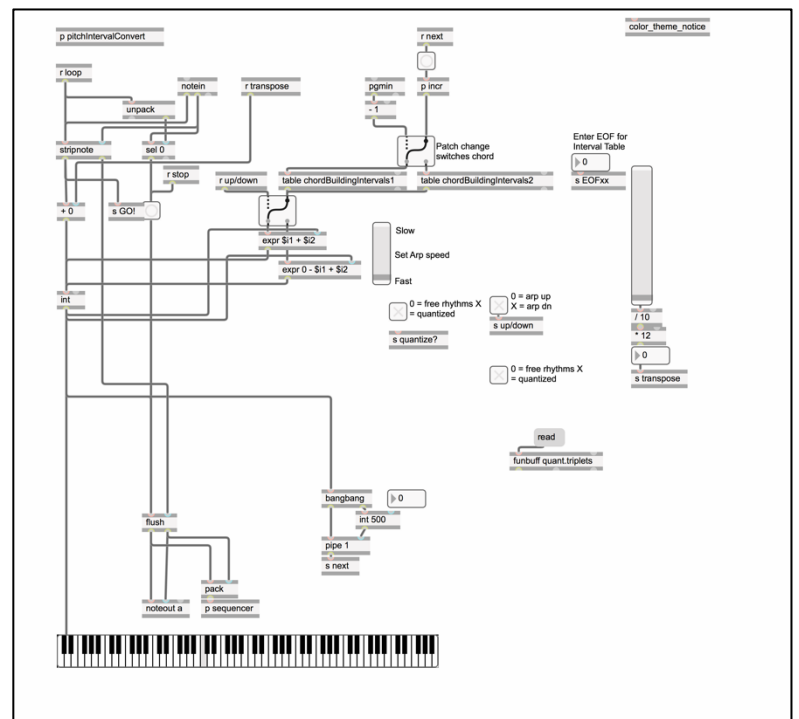 color_theme_notice
p pitchIntervalConvert
r next
r loop
notein
r transpose
pgmin
p incr
unpack
- 1
Enter EOF for
Interval Table
stripnote
sel 0
Patch change
switches chord
0
r stop
r up/down
table chordBuildingIntervals1
table chordBuildingIntervals2
s EOFxx
+ 0
s GO!
Slow
expr $i1 + $i2
Set Arp speed
expr 0 - $i1 + $i2
Fast
int
0 = free rhythms X
= quantized
0 = arp up
X = arp dn
s up/down
s quantize?
/ 10
* 12
0
s transpose
0 = free rhythms X
= quantized
read
funbuff quant.triplets
bangbang
0
int 500
flush
pipe 1
s next
pack
noteout a
p sequencer